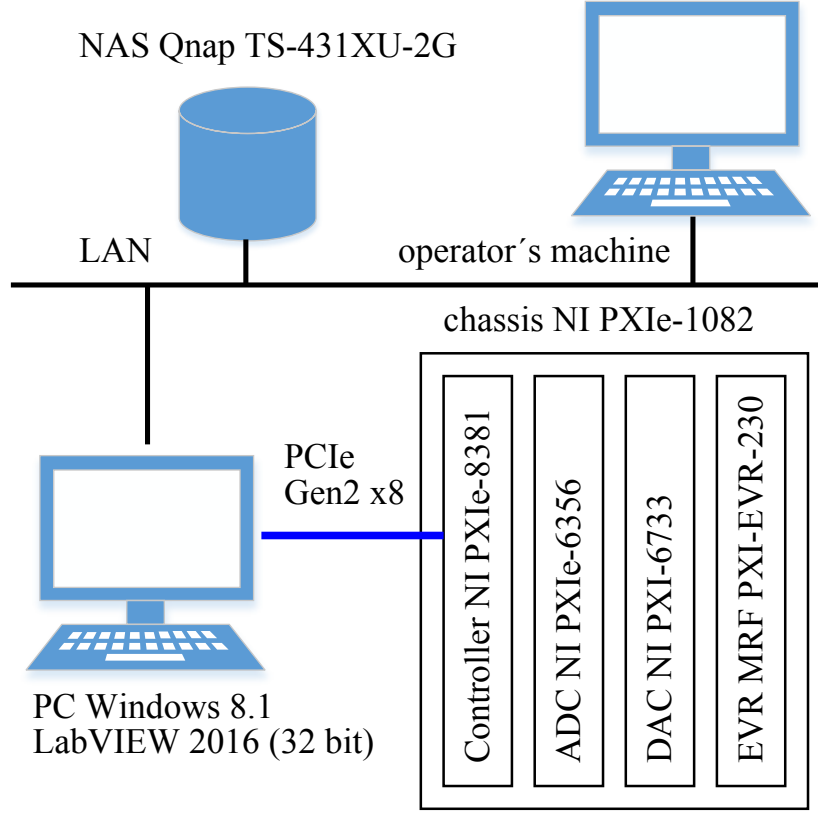 NAS Qnap TS-431XU-2G
LAN
operator´s machine
chassis NI PXIe-1082
PCIe
Gen2 x8
Controller NI PXIe-8381
ADC NI PXIe-6356
DAC NI PXI-6733
EVR MRF PXI-EVR-230
PC Windows 8.1
LabVIEW 2016 (32 bit)